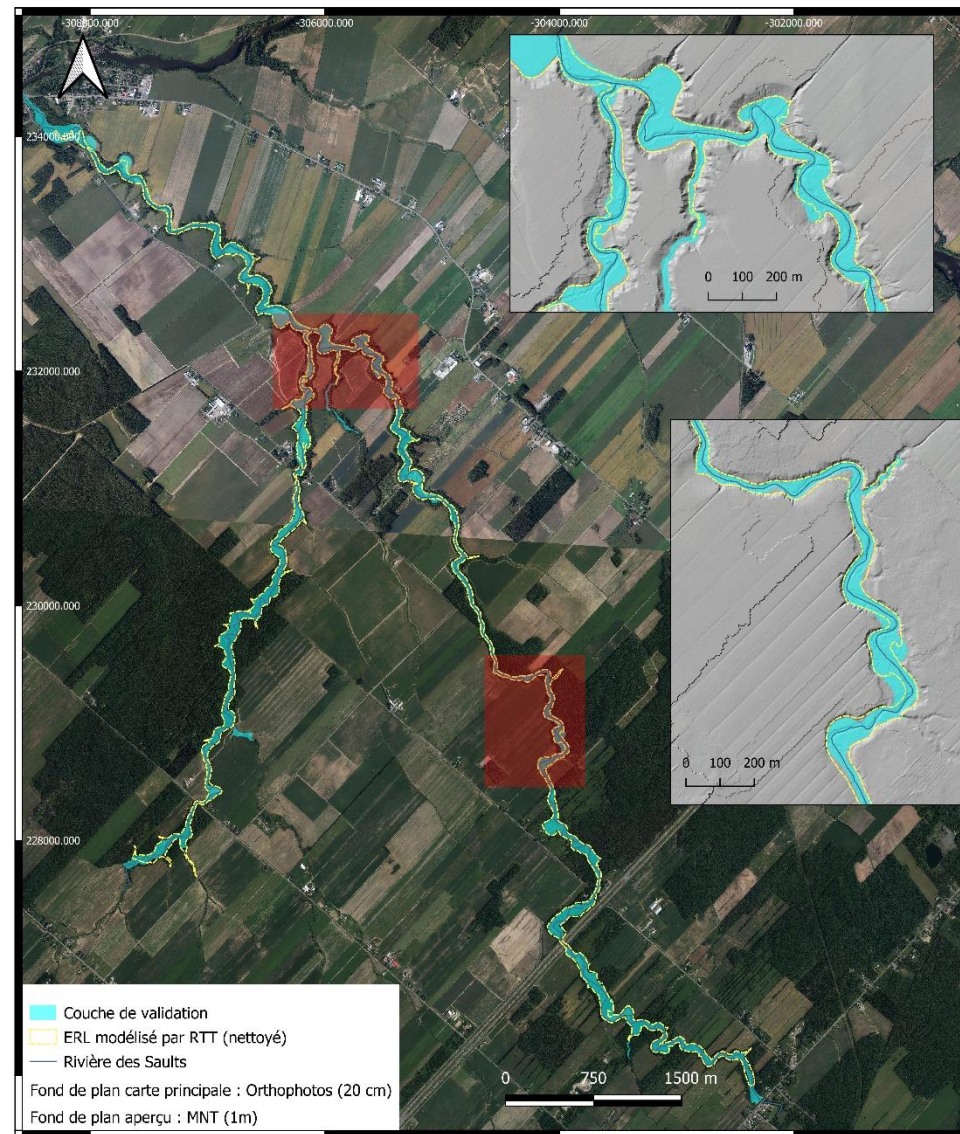 -308000.000
-306000.000
-304000.000
-302000.000
234000.000
232000.000
230000.000
228000.000
0 100 200 m
0 100 200 m
Couche de validation
ERL modélisé par RTT (nettoyé)
Rivière des Saults
Fond de plan carte principale : Orthophotos (20 cm)
Fond de plan aperçu : MNT (1m)
0 750 1500 m